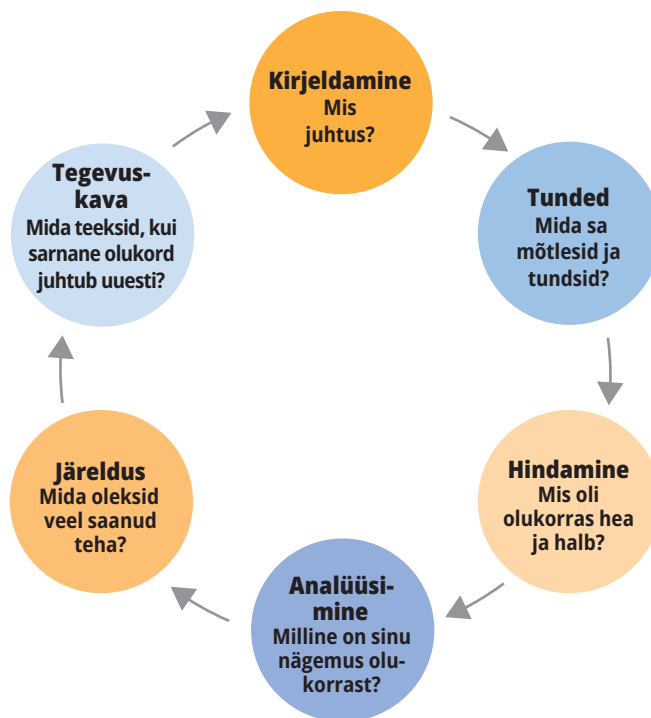 Kirjeldamine
Mis
juhtus?
Tunded
Mida sa
mõtlesid ja
tundsid?
Hindamine
Mis oli
olukorras hea
ja halb?
Analüüsi-
mine
Milline on sinu
nägemus olu-
korrast?
Järeldus
Mida oleksid
veel saanud
teha?
Tegevus-
kava
Mida teeksid, kui
sarnane olukord
juhtub uuesti?